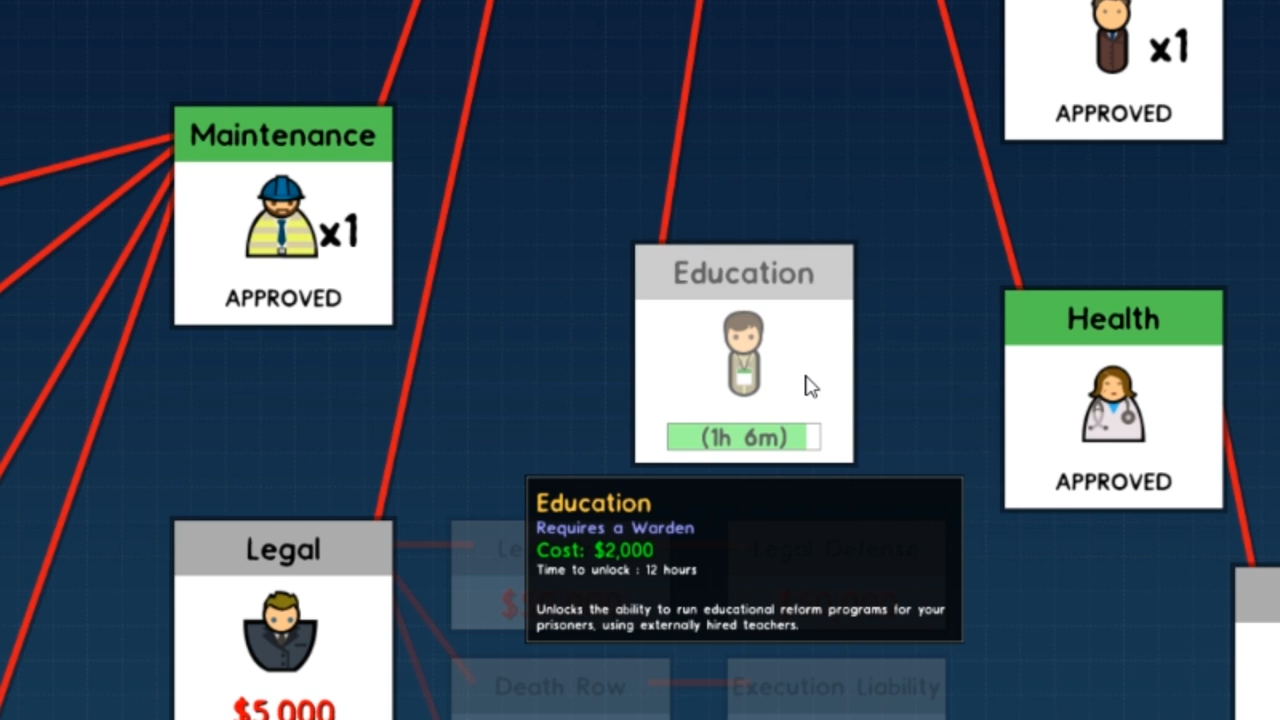 x1
APPROVED
Maintenance
x1
APPROVED
Education
(1h 6m)
Health
APPROVED
Education
Requires a Warden
Cost: $2,000
Time to unlock : 12 hours
Unlocks the ability to run educational reform programs for your
prisoners, using externally hired teachers.
Legal
$5,000
Legal Defense
Death Row
Execution Liability